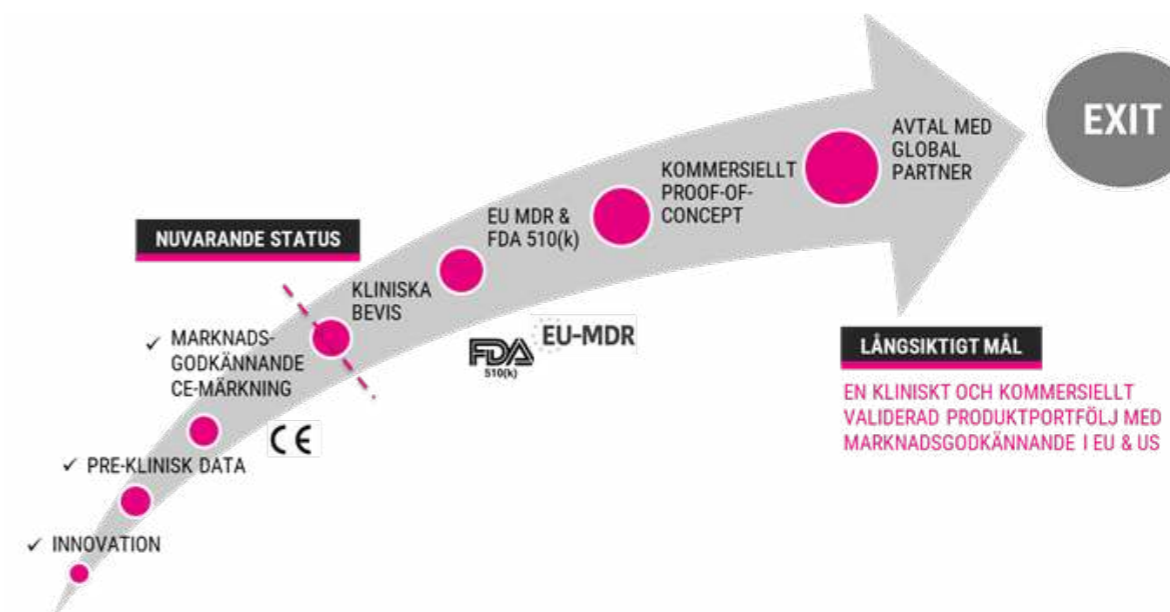 EXIT
AVTAL MED
GLOBAL
PARTNER
KOMMERSIELLT
PROOF-OF-
CONCEPT
EU MDR &
FDA 510(k)
NUVARANDE STATUS
KLINISKA
BEVIS
✓ MARKNADS-
GODKÄNNANDE
CE-MÄRKNING
FDA
510(k)
EU-MDR
LÅNGSIKTIGT MÅL
EN KLINISKT OCH KOMMERSIELLT
VALIDERAD PRODUKTPORTFÖLJ MED
MARKNADSGODKÄNNANDE I EU & US
CE
✓ PRE-KLINISK DATA
✓ INNOVATION